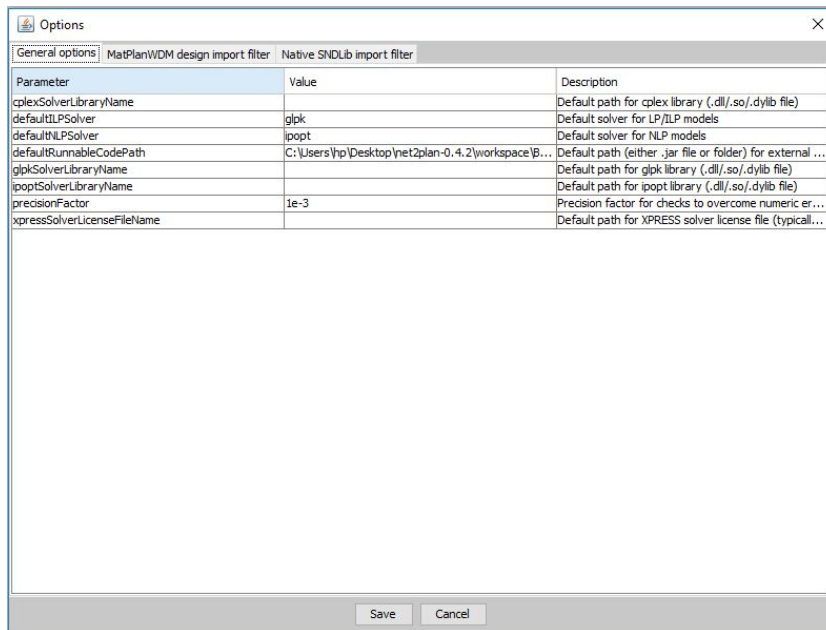 Options
General options MatPlanWDM design import filter Native SNDLib import filter
Parameter Value Description
cplexSolverLibraryName Default path for cplex library (.dll/.so/.dylib file)
defaultILPSolver glpk Default solver for LP/ILP models
defaultNLPSolver ipopt Default solver for NLP models
defaultRunnableCodePath C:\Users\hp\Desktop\net2plan-0.4.2\workspace\B... Default path (either .jar file or folder) for external ...
glpkSolverLibraryName Default path for glpk library (.dll/.so/.dylib file)
ipoptSolverLibraryName Default path for ipopt library (.dll/.so/.dylib file)
precisionFactor 1e-3 Precision factor for checks to overcome numeric er...
xpressSolverLicenseFileName Default path for XPRESS solver license file (typicall...
Save Cancel